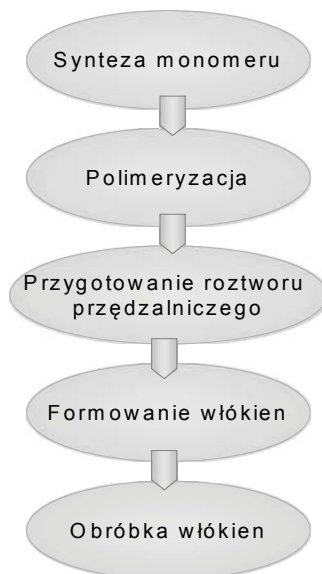 Synteza monomeru
Polimeryzacja
Przygotowanie roztworu
przędzalniczego
Formowanie włókien
Obróbka włókien